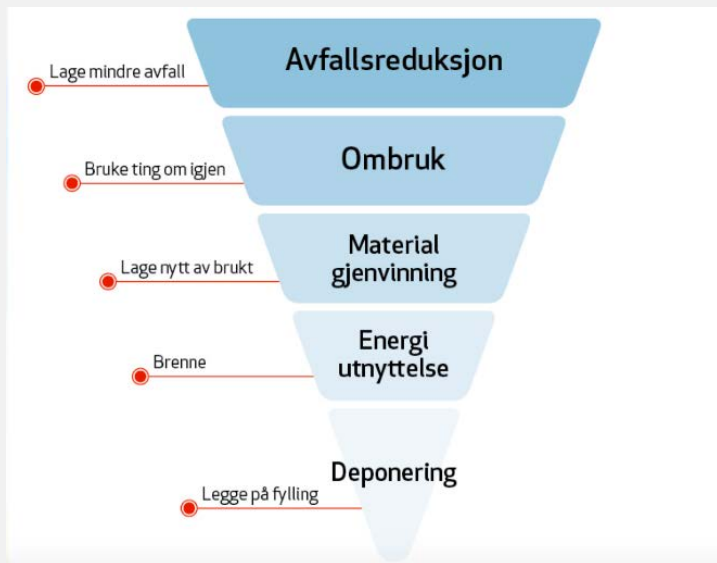 Avfallsreduksjon
Lage mindre avfall
Ombruk
Bruke ting om igjen
Material
gjenvinning
Lage nytt av brukt
Energi
utnyttelse
Brenne
Deponering
Legge på fylling